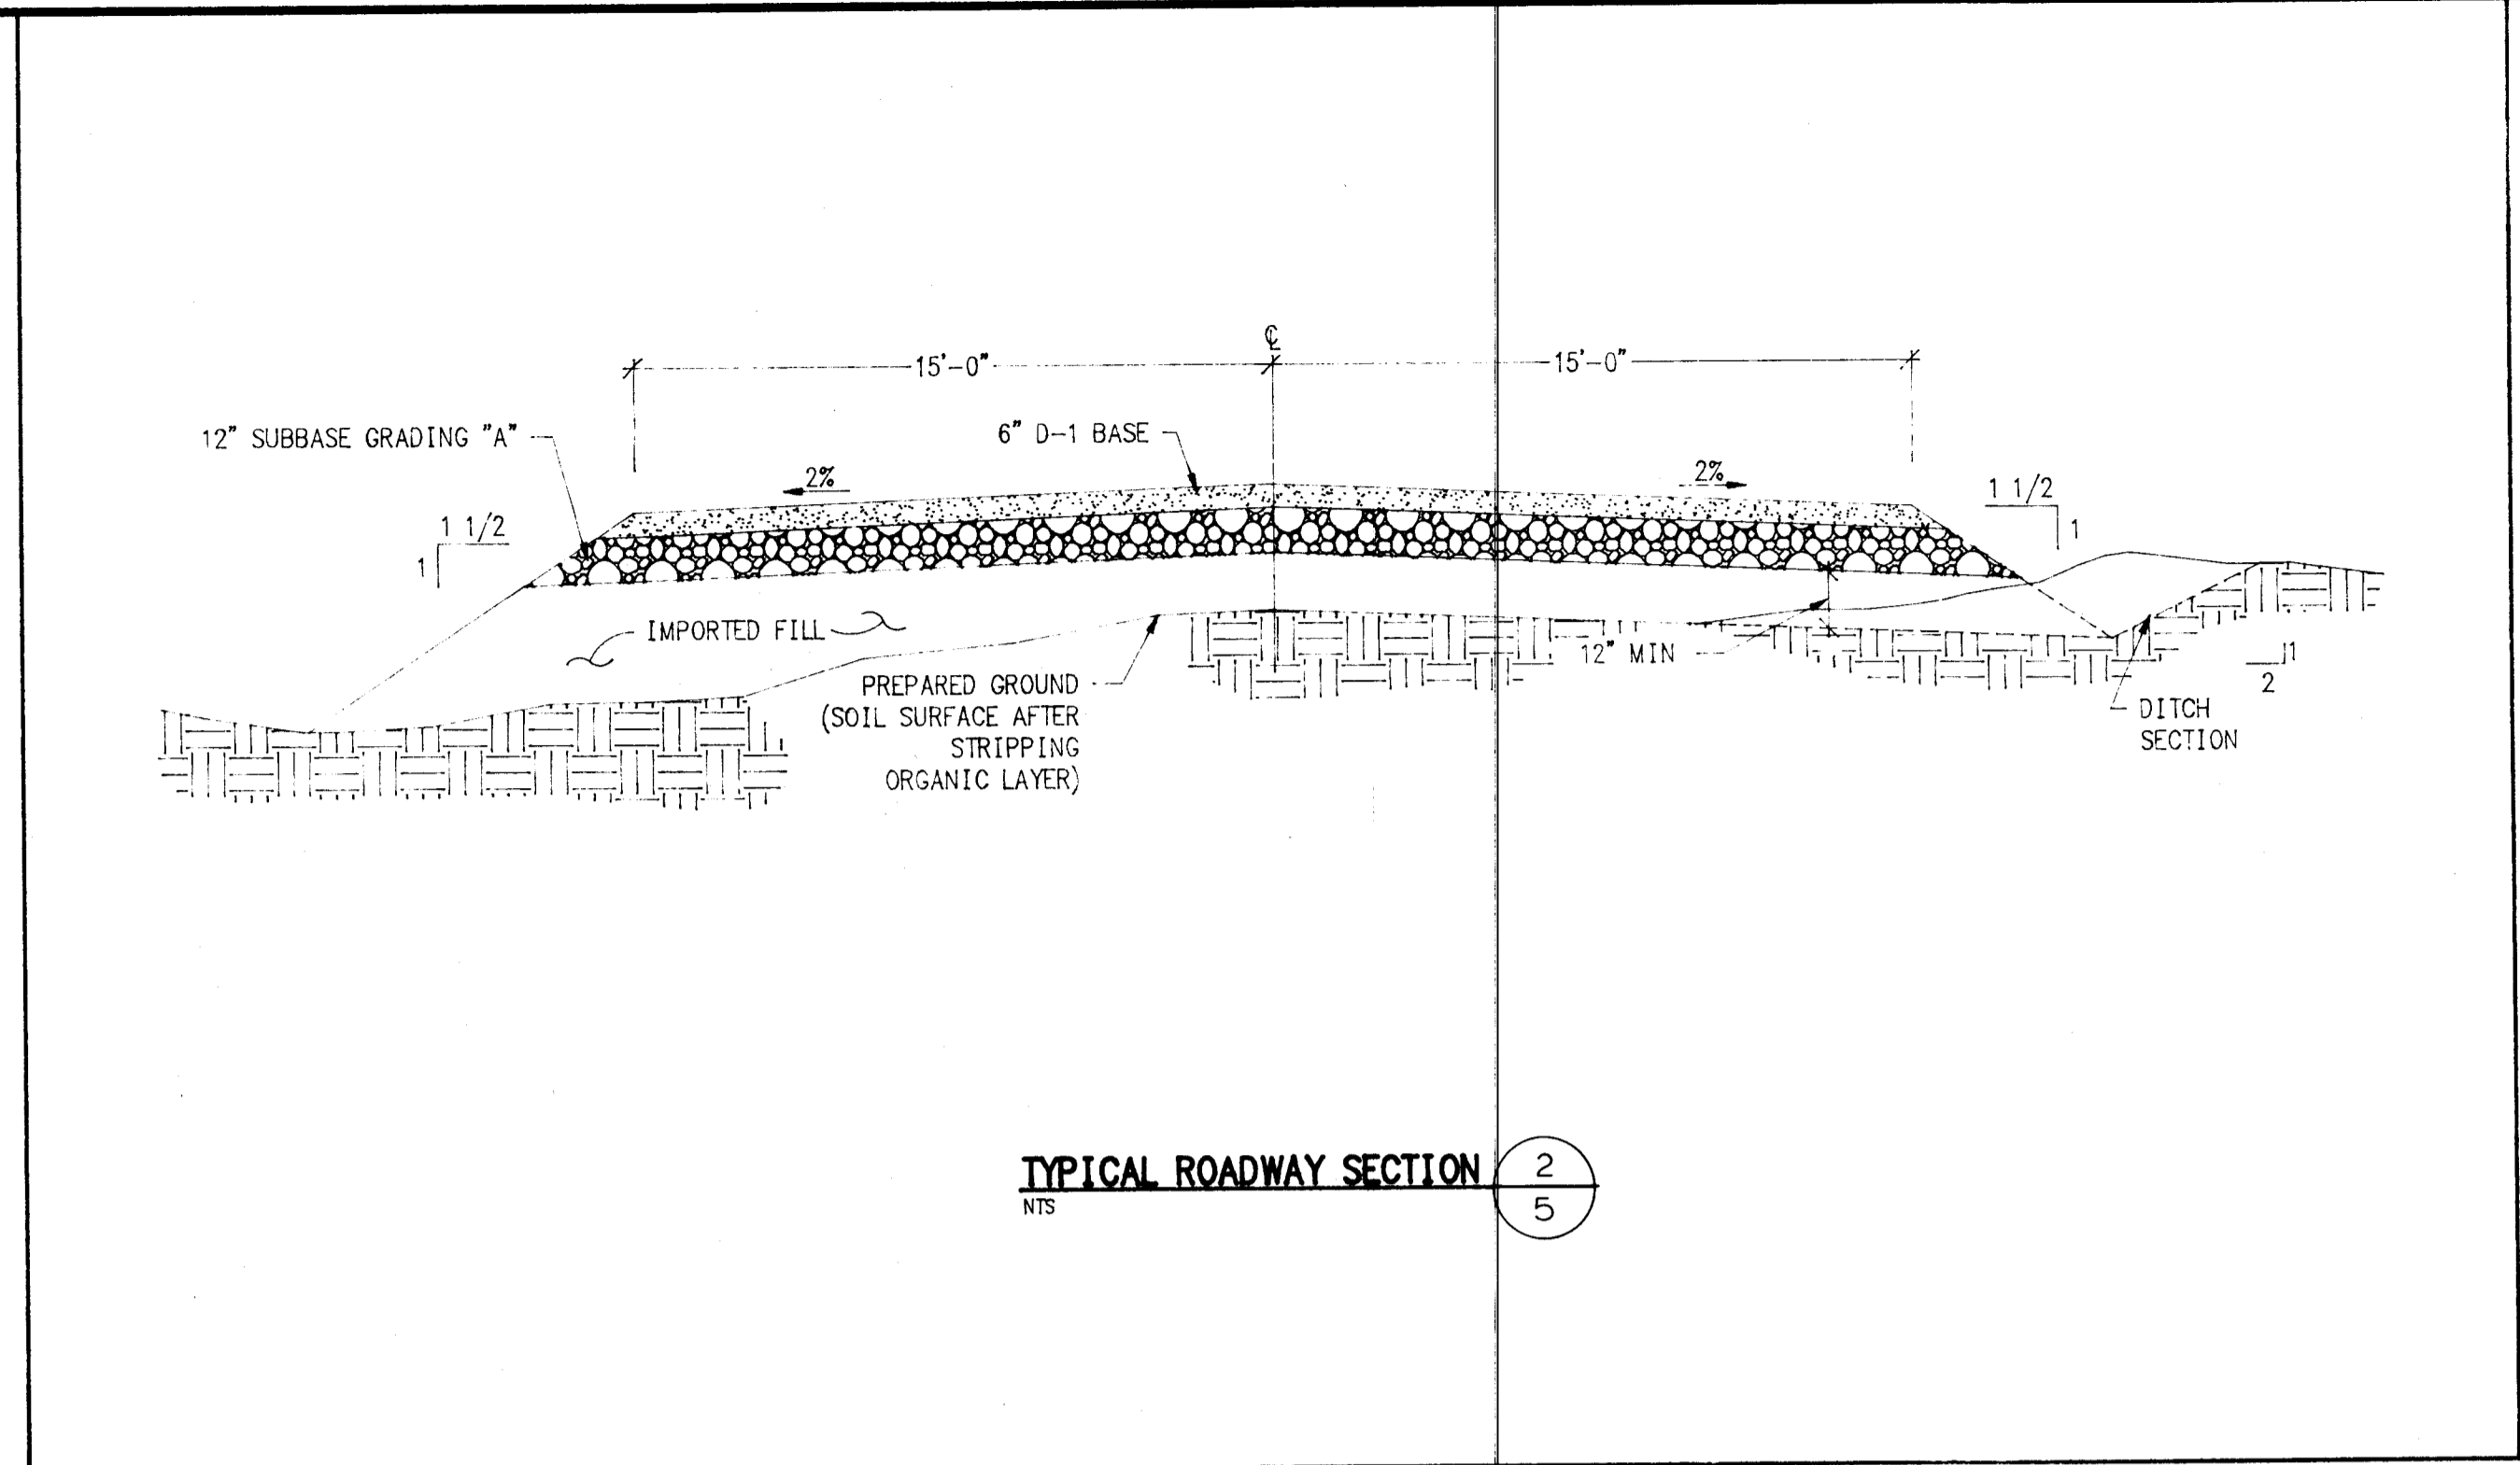 ℄
15'-0"
15'-0"
12" SUBBASE GRADING "A"
6" D-1 BASE
2%
2%
1 1/2
1
1 1/2
1
IMPORTED FILL
12" MIN
PREPARED GROUND
(SOIL SURFACE AFTER
STRIPPING
ORGANIC LAYER)
1
2
DITCH
SECTION
TYPICAL ROADWAY SECTION
NTS
2
5